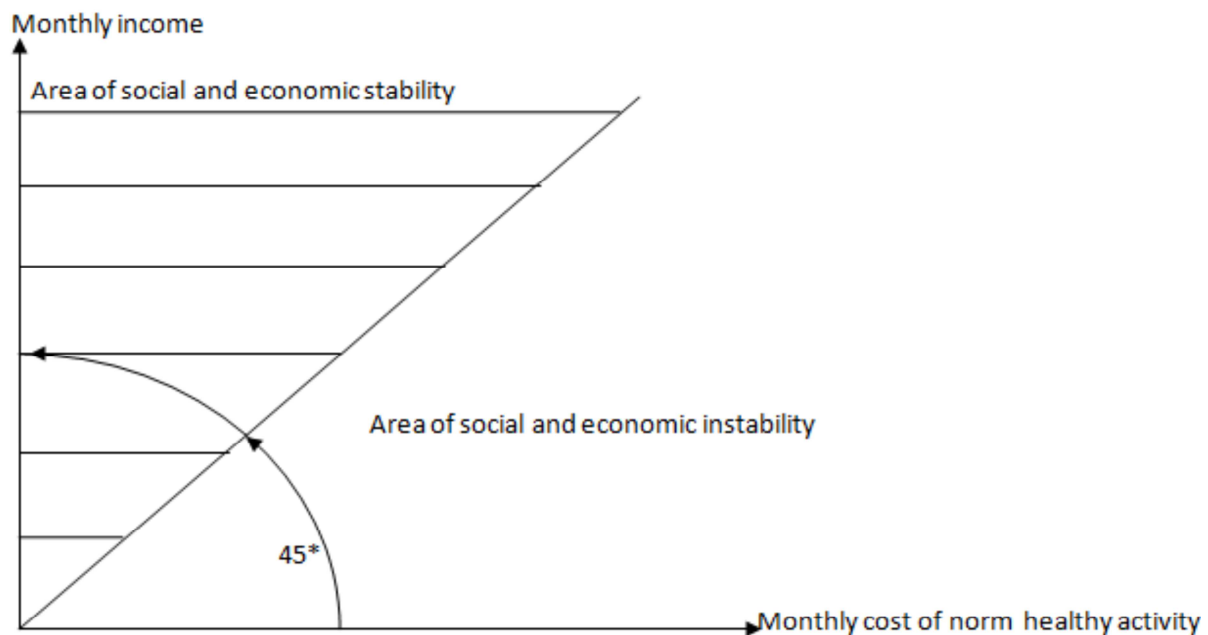 Monthly income
Area of social and economic stability
Area of social and economic instability
45*
Monthly cost of norm healthy activity